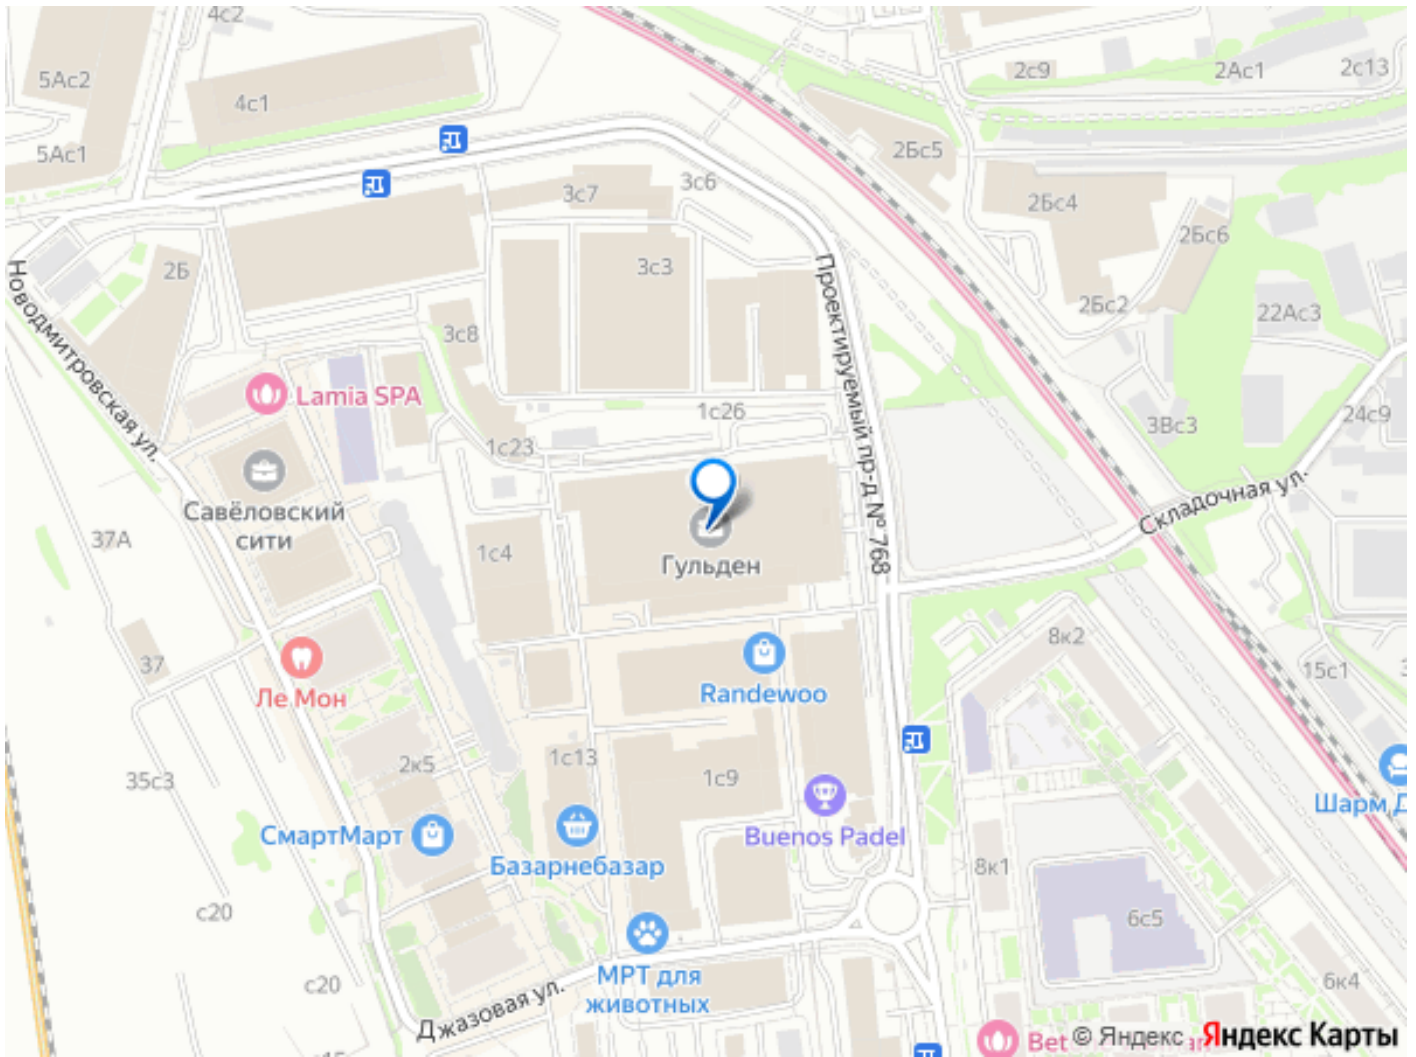 4с2
5Ас2
4с1
2с9
2Ас1
2с13
5Ас1
2Бс5
3с7
3с6
2Бс4
2Бс6
2Б
3с3
Новодмитровская ул.
Проектируемый пр-д № 768
2Бс2
22Ас3
3с8
Lamia SPA
1с26
24с9
3Вс3
1с23
Складочная ул.
Савёловский
сити
37А
1с4
Гульден
8к2
37
15с1
Ле Мон
Randewoo
2к5
1с13
1с9
35с3
Шарм Д
СмартМарт
Buenos Padel
Базарнебазар
8к1
с20
6с5
МРТ для
животных
с20
6к4
Джазовая ул.
© Яндекс
Яндекс Карты